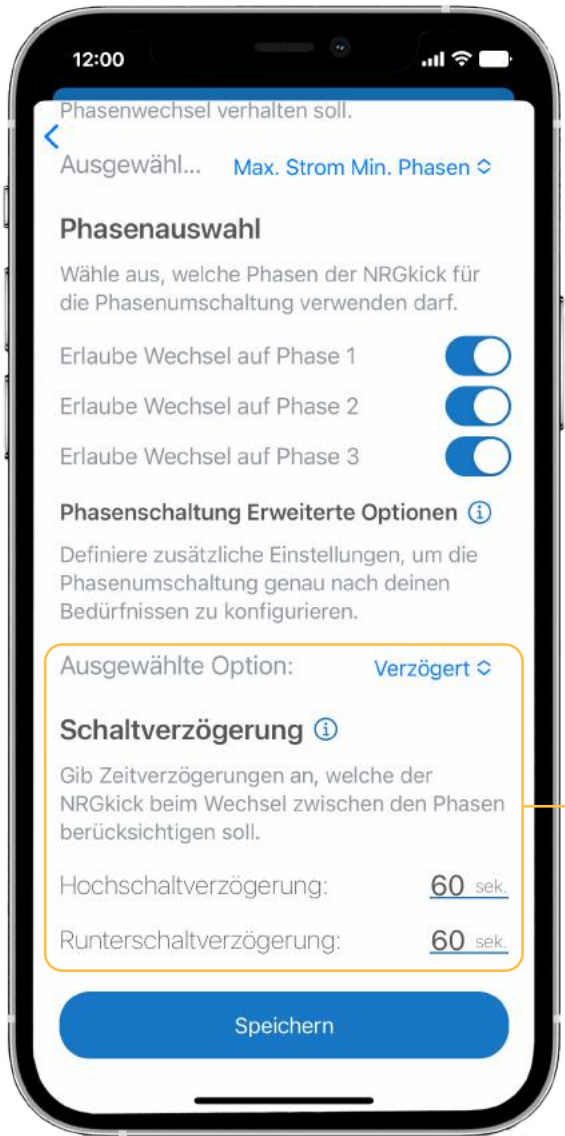 12:00
Phasenwechsel verhalten soll.
Ausgewähl... Max. Strom Min. Phasen
Phasenauswahl
Wähle aus, welche Phasen der NRGkick für
die Phasenumschaltung verwenden darf.
Erlaube Wechsel auf Phase 1
Erlaube Wechsel auf Phase 2
Erlaube Wechsel auf Phase 3
Phasenschaltung Erweiterte Optionen
Definiere zusätzliche Einstellungen, um die
Phasenumschaltung genau nach deinen
Bedürfnissen zu konfigurieren.
Ausgewählte Option: Verzögert
Schaltverzögerung
Gib Zeitverzögerungen an, welche der
NRGkick beim Wechsel zwischen den Phasen
berücksichtigen soll.
Hochschaltverzögerung: 60 sek.
Runterschaltverzögerung: 60 sek.
Speichern